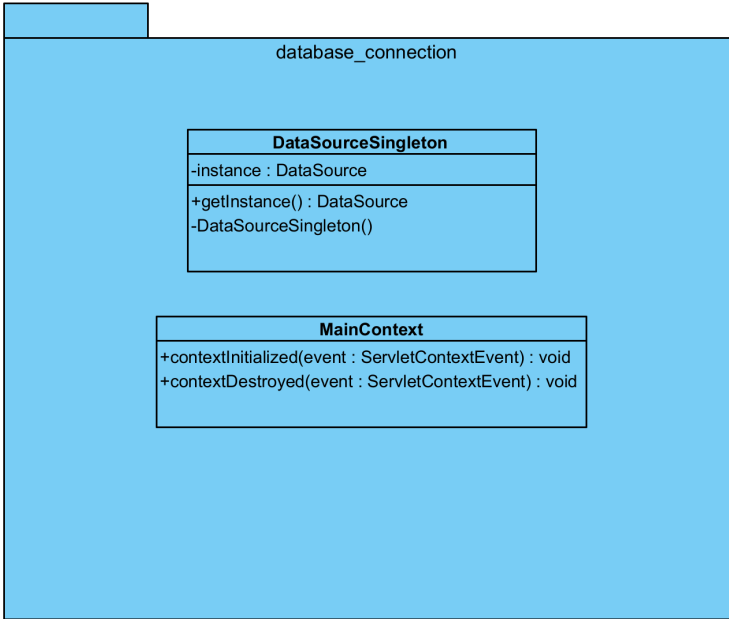 database_connection
DataSourceSingleton
-instance : DataSource
+getInstance() : DataSource
-DataSourceSingleton()
MainContext
+contextInitialized(event : ServletContextEvent) : void
+contextDestroyed(event : ServletContextEvent) : void